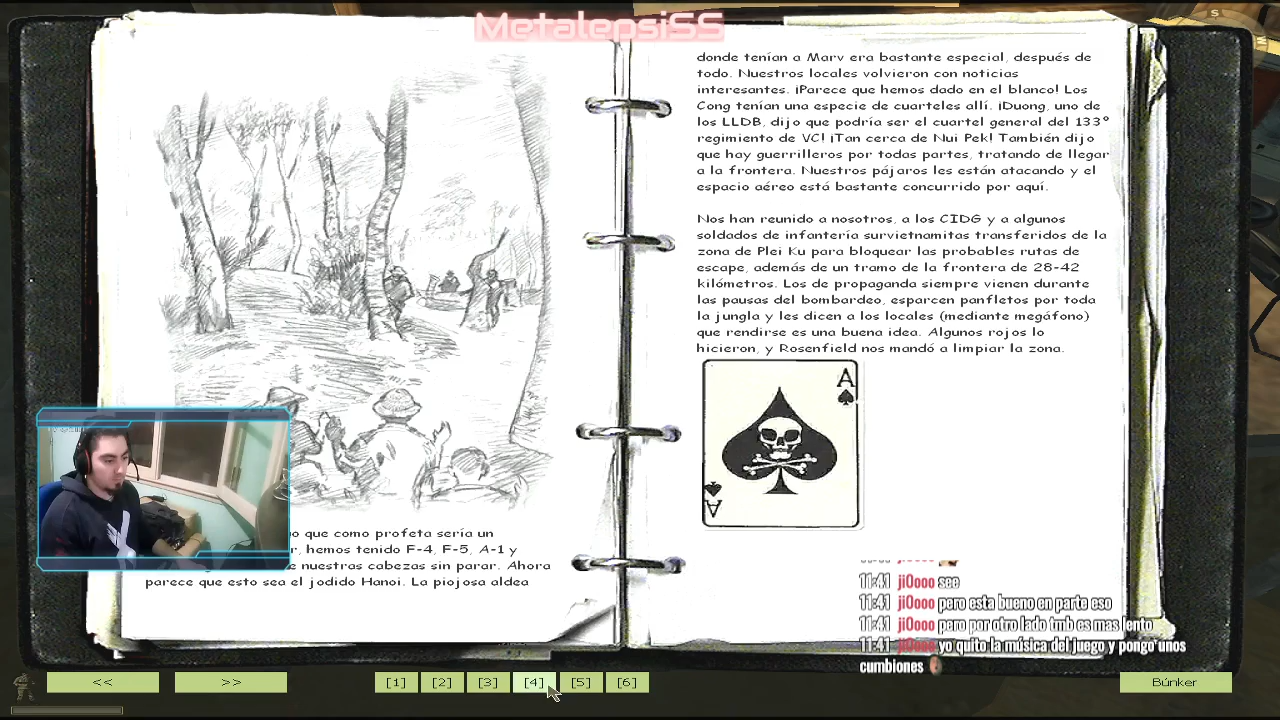 MetalepsiSS
donde tenían a Marv era bastante especial, después de
todo. Nuestros locales volvieron con noticias
interesantes. ¡Parece que hemos dado en el blanco! Los
Cong tenían una especie de cuarteles allí. ¡Duong, uno de
los LLDB, dijo que podría ser el cuartel general del 133º
regimiento de VC! ¡Tan cerca de Nui Pek! También dijo
que hay guerrilleros por todas partes, tratando de llegar
a la frontera. Nuestros pájaros les están atacando y el
espacio aéreo está bastante concurrido por aquí.
Nos han reunido a nosotros, a los CIDG y a algunos
soldados de infantería survietnamitas transferidos de la
zona de Plei Ku para bloquear las probables rutas de
escape, además de un tramo de la frontera de 28-42
kilómetros. Los de propaganda siempre vienen durante
las pausas del bombardeo, esparcen panfletos por toda
la jungla y les dicen a los locales (mediante megáfono)
que rendirse es una buena idea. Algunos rojos lo
hicieron, y Rosenfield nos mandó a limpiar la zona.
A
A
que como profeta sería un
hemos tenido F-4, F-5, A-1 y
nuestras cabezas sin parar. Ahora
parece que esto sea el jodido Hanoi. La piojosa aldea
11:41 ji0ooo see
11:41 ji0ooo pero esta bueno en parte eso
11:41 ji0ooo pero por otro lado tmb es mas lento
11:41 ji0ooo yo quito la música del juego y pongo unos
cumbiones
<< >> [1] [2] [3] [4] [5] [6] Búnker